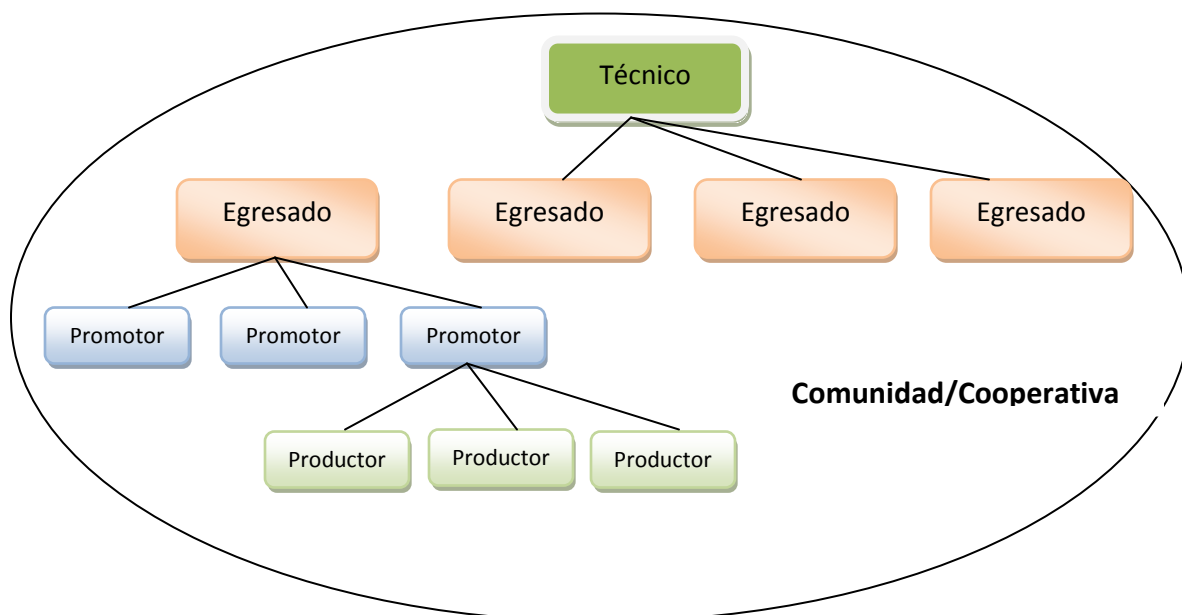 Técnico
Egresado Egresado Egresado Egresado
Promotor Promotor Promotor
Comunidad/Cooperativa
Productor Productor Productor